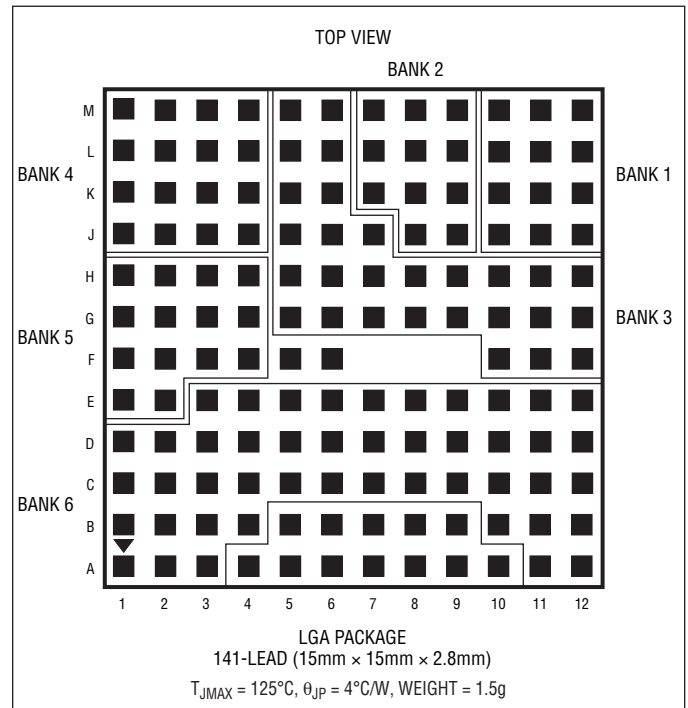 TOP VIEW
BANK 2
M
L
BANK 4
BANK 1
K
J
H
G
BANK 3
BANK 5
F
E
D
C
BANK 6
B
A
1 2 3 4 5 6 7 8 9 10 11 12
LGA PACKAGE
141-LEAD (15mm × 15mm × 2.8mm)
TJMAX = 125°C, θJP = 4°C/W, WEIGHT = 1.5g